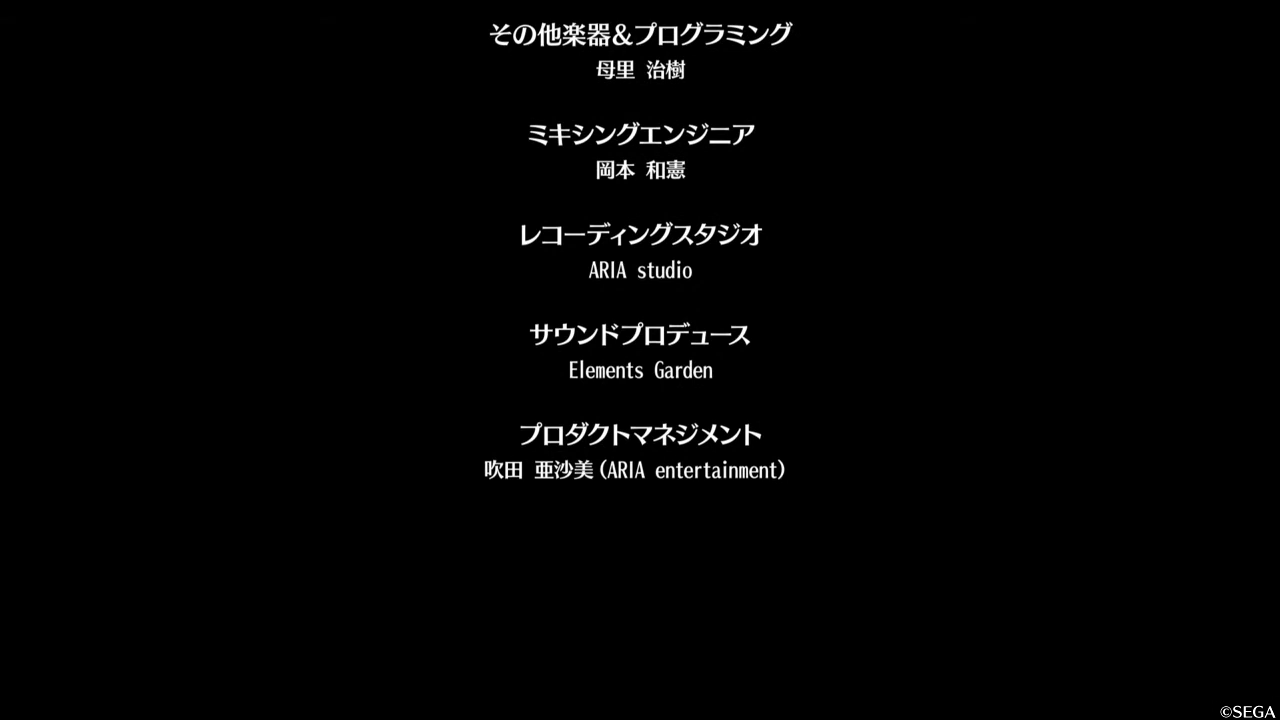 その他楽器&プログラミング
母里 治樹
ミキシングエンジニア
岡本 和憲
レコーディングスタジオ
ARIA studio
サウンドプロデュース
Elements Garden
プロダクトマネジメント
吹田 亜沙美(ARIA entertainment)
©SEGA